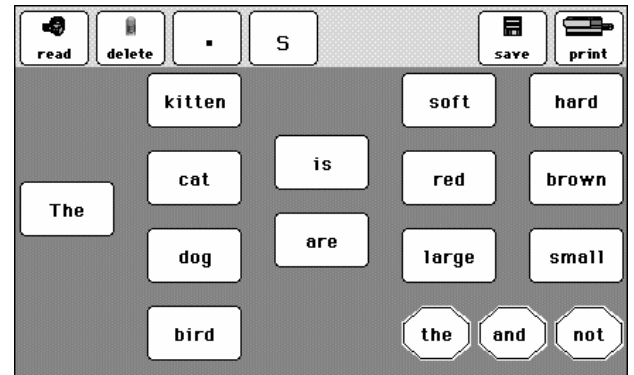 read delete . S save print
kitten soft hard
is
cat red brown
The
are
dog large small
bird the and not